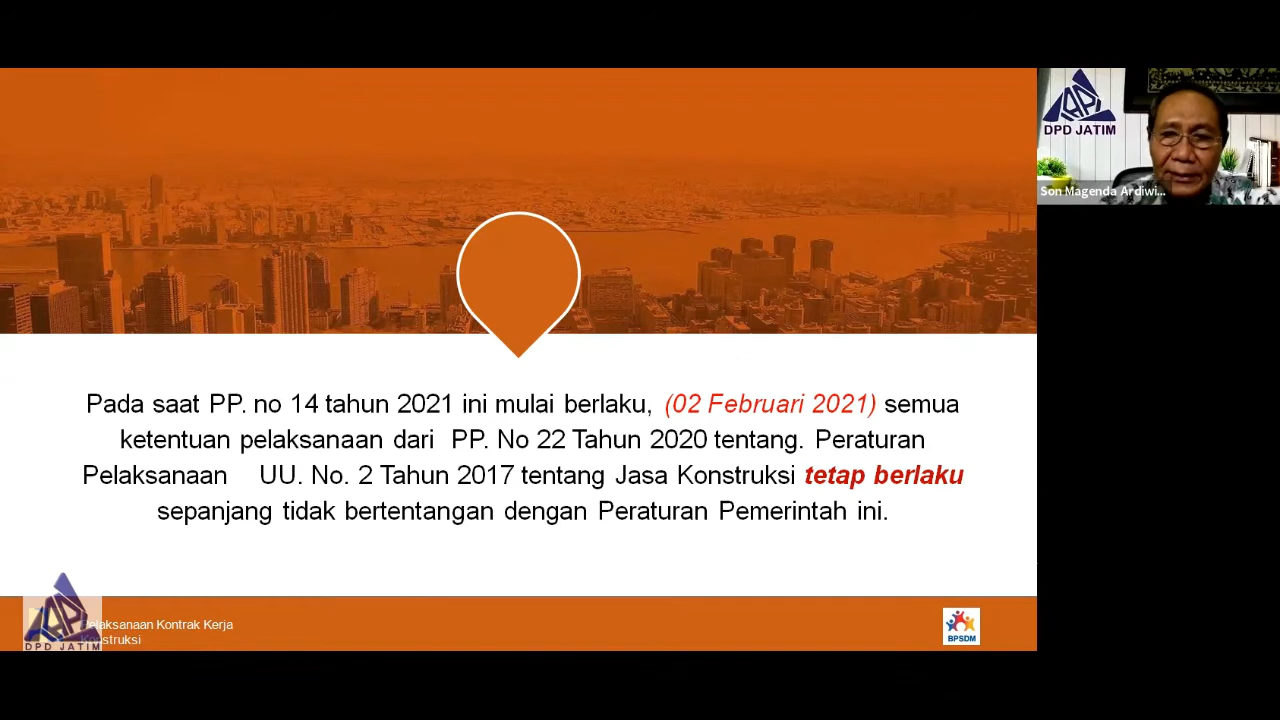 Pada saat PP. no 14 tahun 2021 ini mulai berlaku, (02 Februari 2021) semua
ketentuan pelaksanaan dari PP. No 22 Tahun 2020 tentang. Peraturan
Pelaksanaan UU. No. 2 Tahun 2017 tentang Jasa Konstruksi tetap berlaku
sepanjang tidak bertentangan dengan Peraturan Pemerintah ini.
Pelaksanaan Kontrak Kerja
Konstruksi
DPD JATIM
BPSDM
DPD JATIM
Son Magenda Ardiwi...